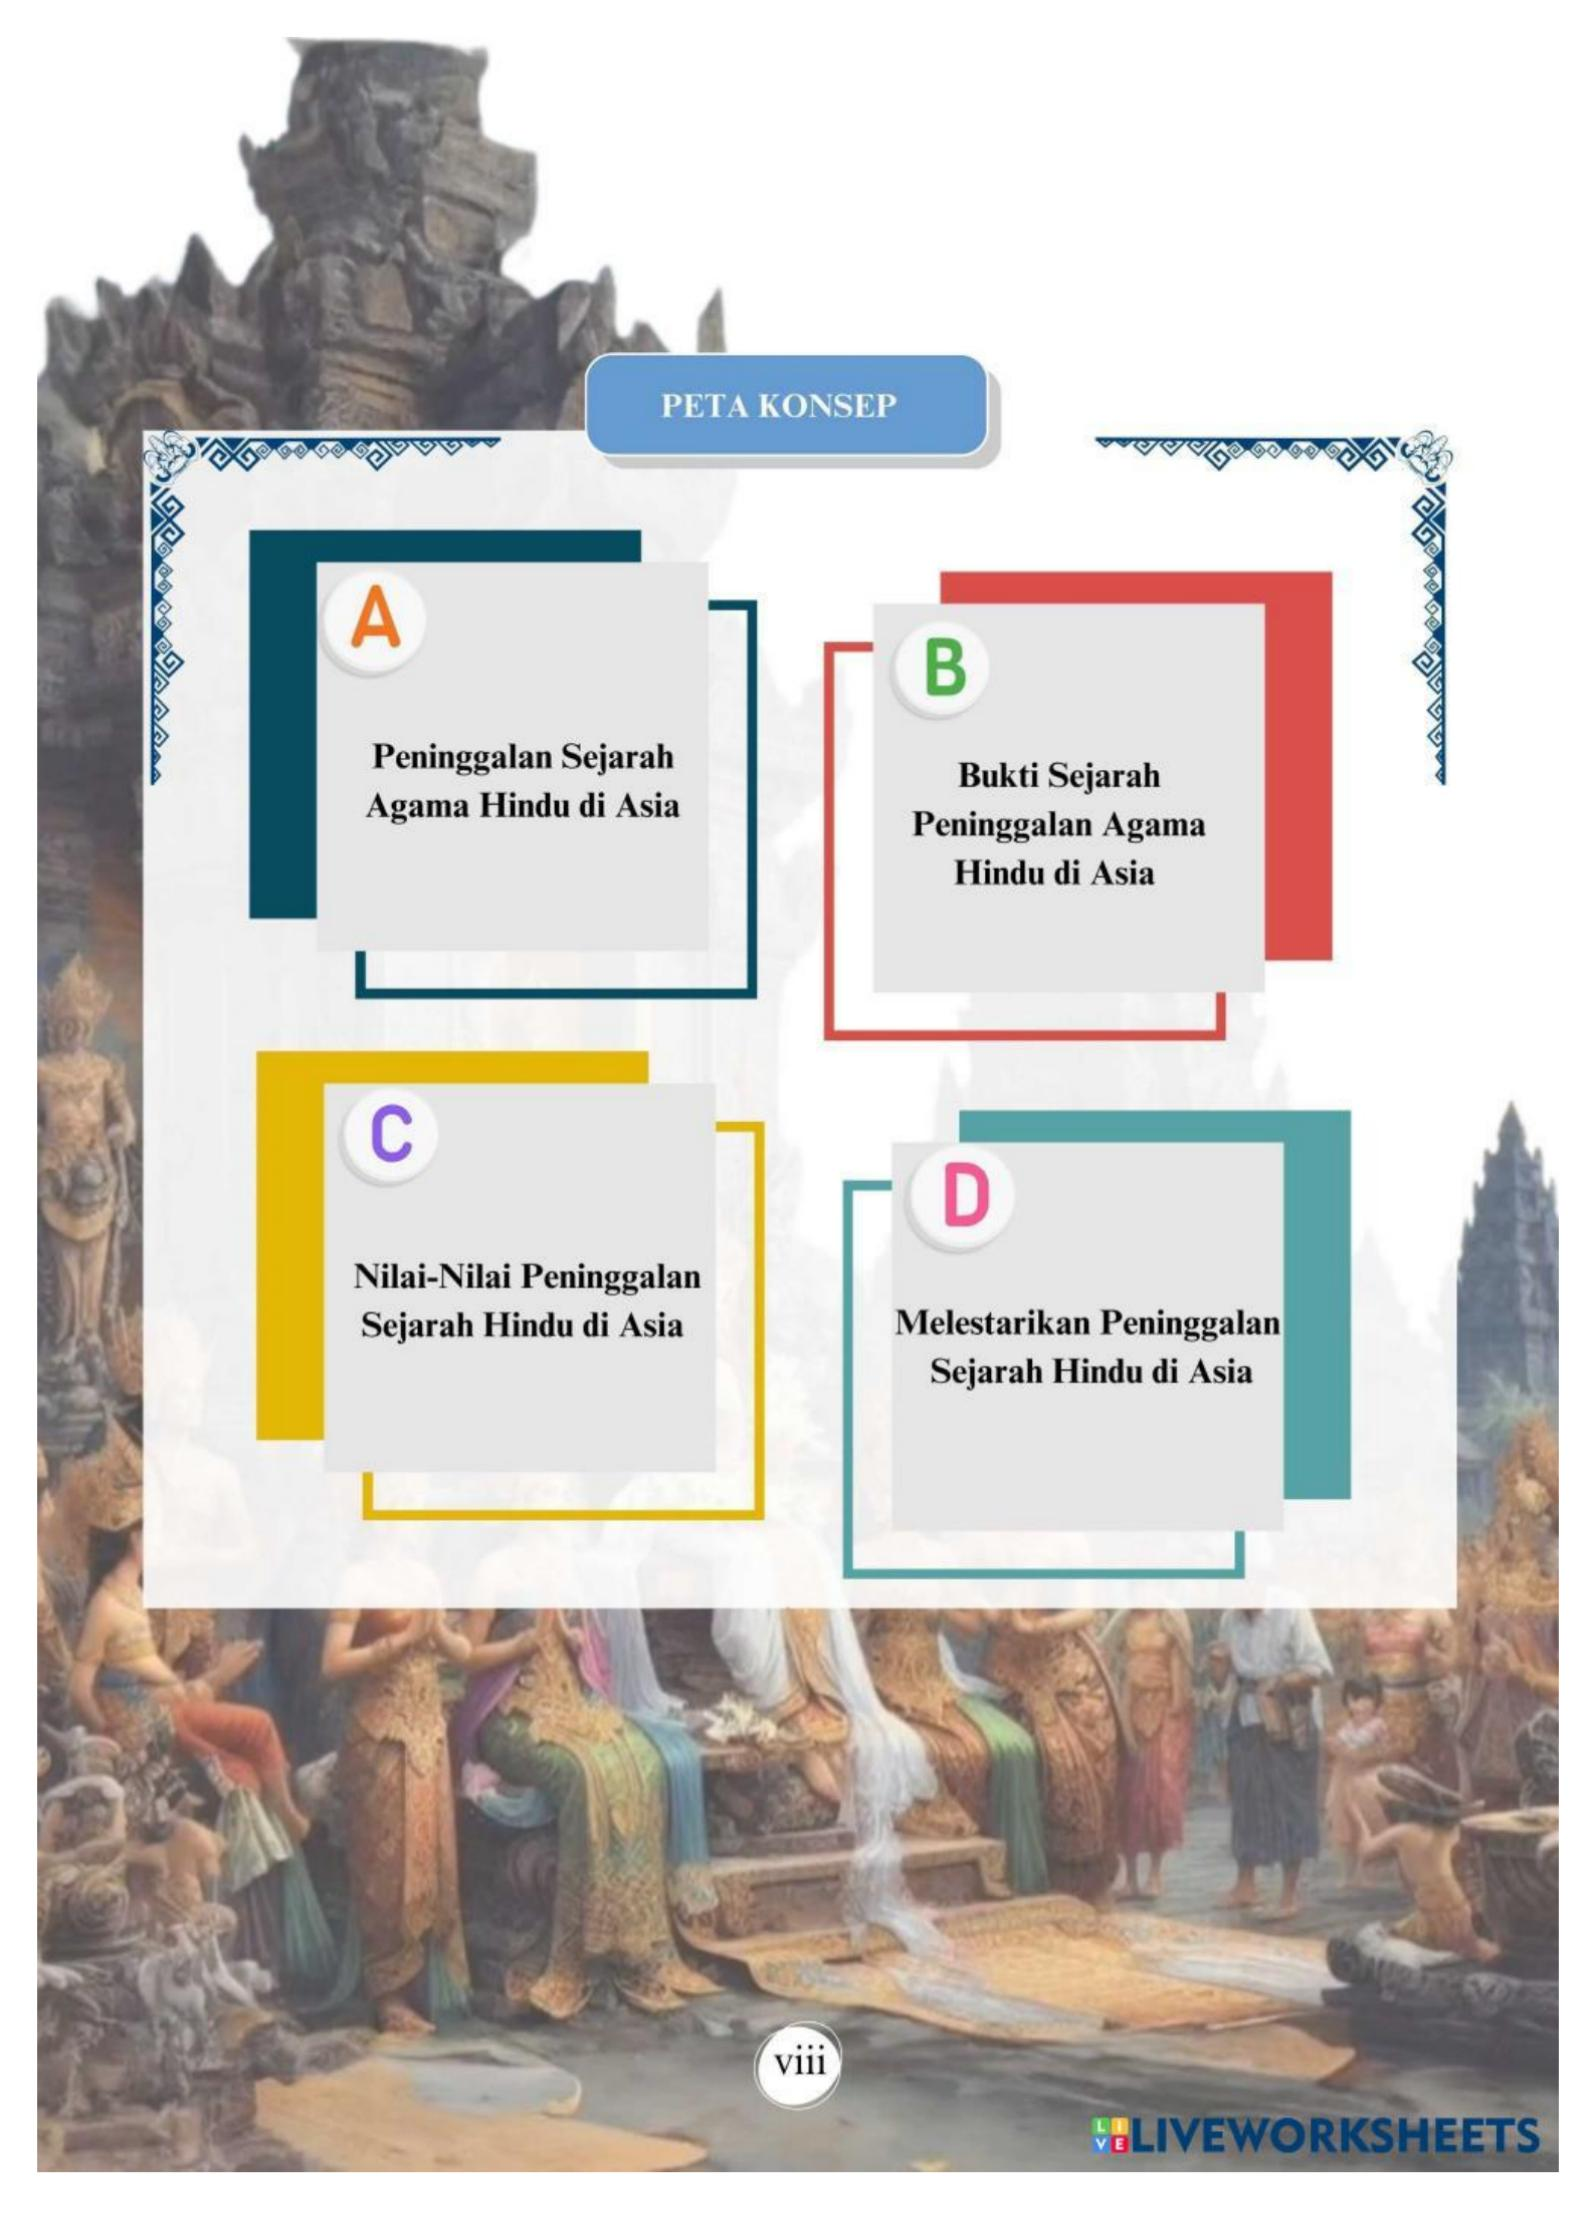 PETA KONSEP
A
Peninggalan Sejarah
Agama Hindu di Asia
B
Bukti Sejarah
Peninggalan Agama
Hindu di Asia
C
Nilai-Nilai Peninggalan
Sejarah Hindu di Asia
D
Melestarikan Peninggalan
Sejarah Hindu di Asia
viii
LIVE LIVEWORKSHEETS